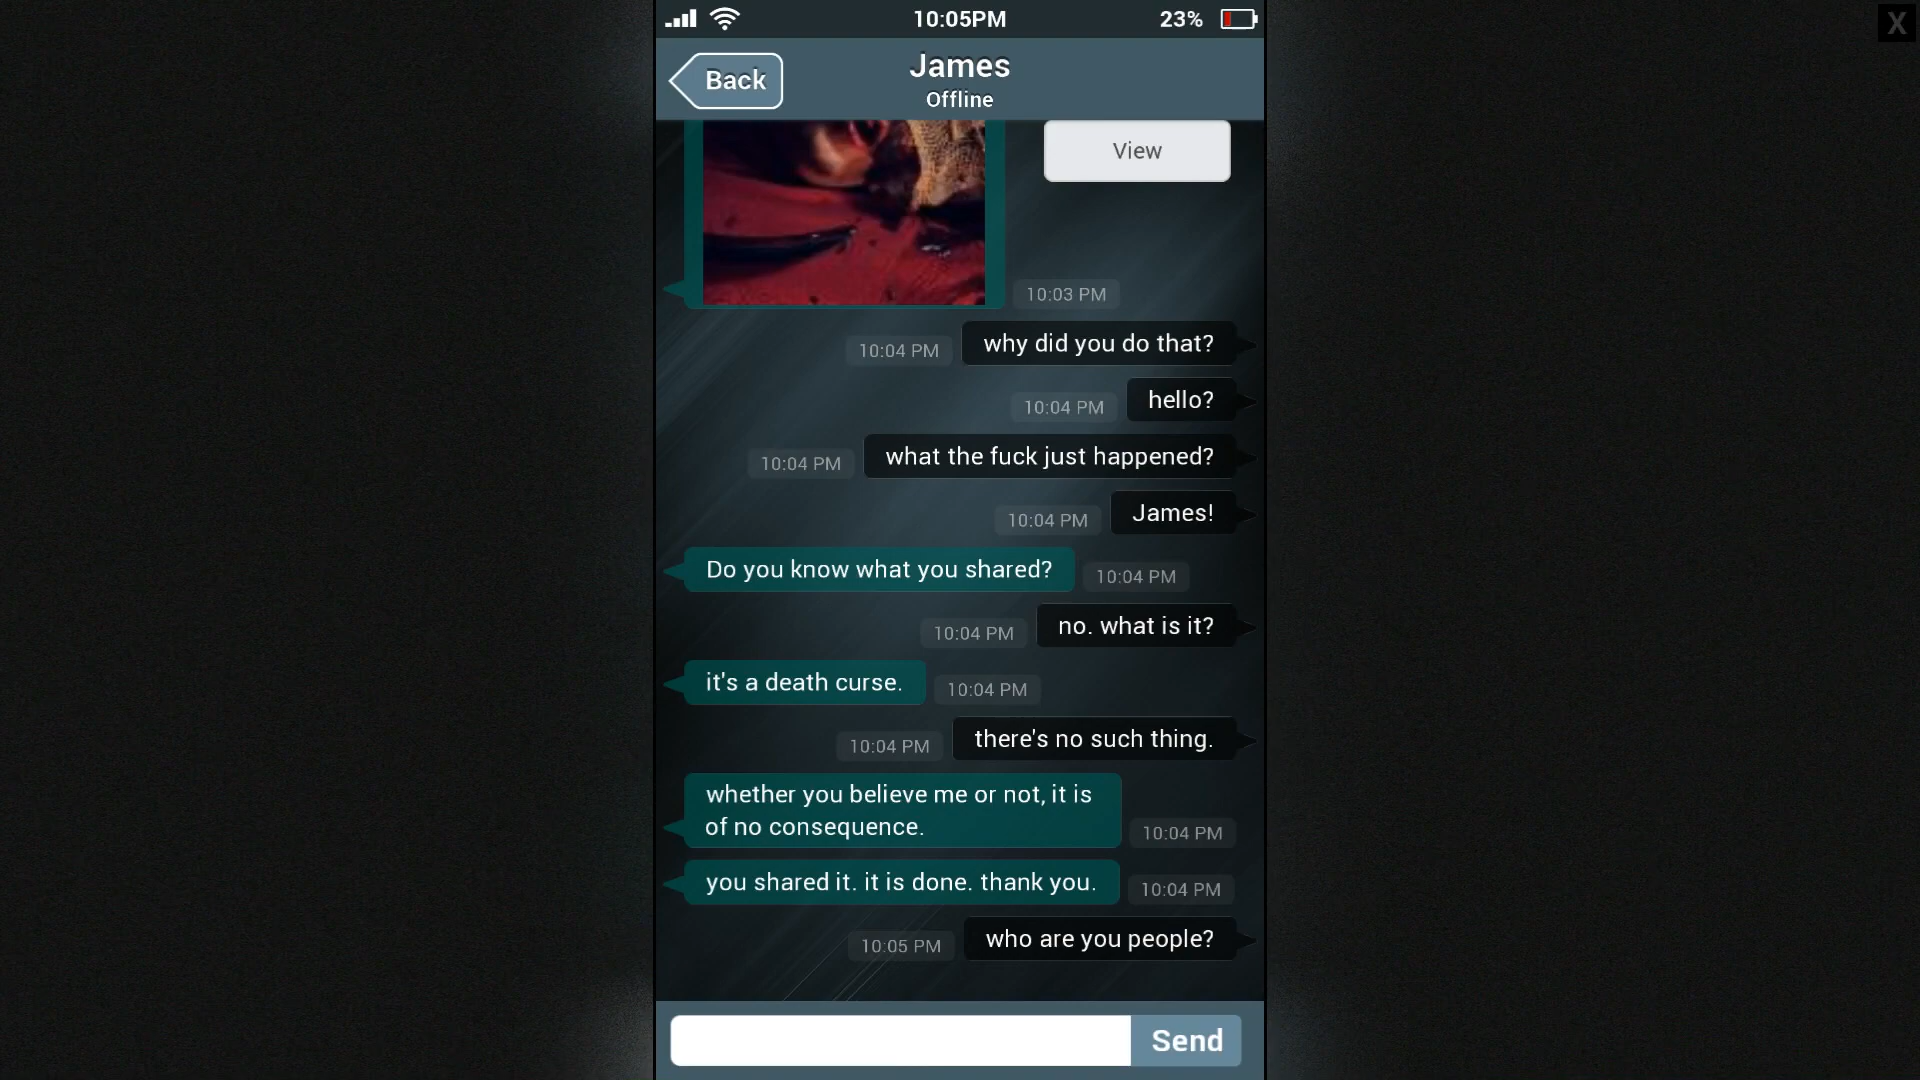 10:05PM
23%
X
Back
James
Offline
View
10:03 PM
10:04 PM
why did you do that?
10:04 PM
hello?
10:04 PM
what the fuck just happened?
10:04 PM
James!
Do you know what you shared?
10:04 PM
10:04 PM
no. what is it?
it's a death curse.
10:04 PM
10:04 PM
there's no such thing.
whether you believe me or not, it is
of no consequence.
10:04 PM
you shared it. it is done. thank you.
10:04 PM
10:05 PM
who are you people?
Send